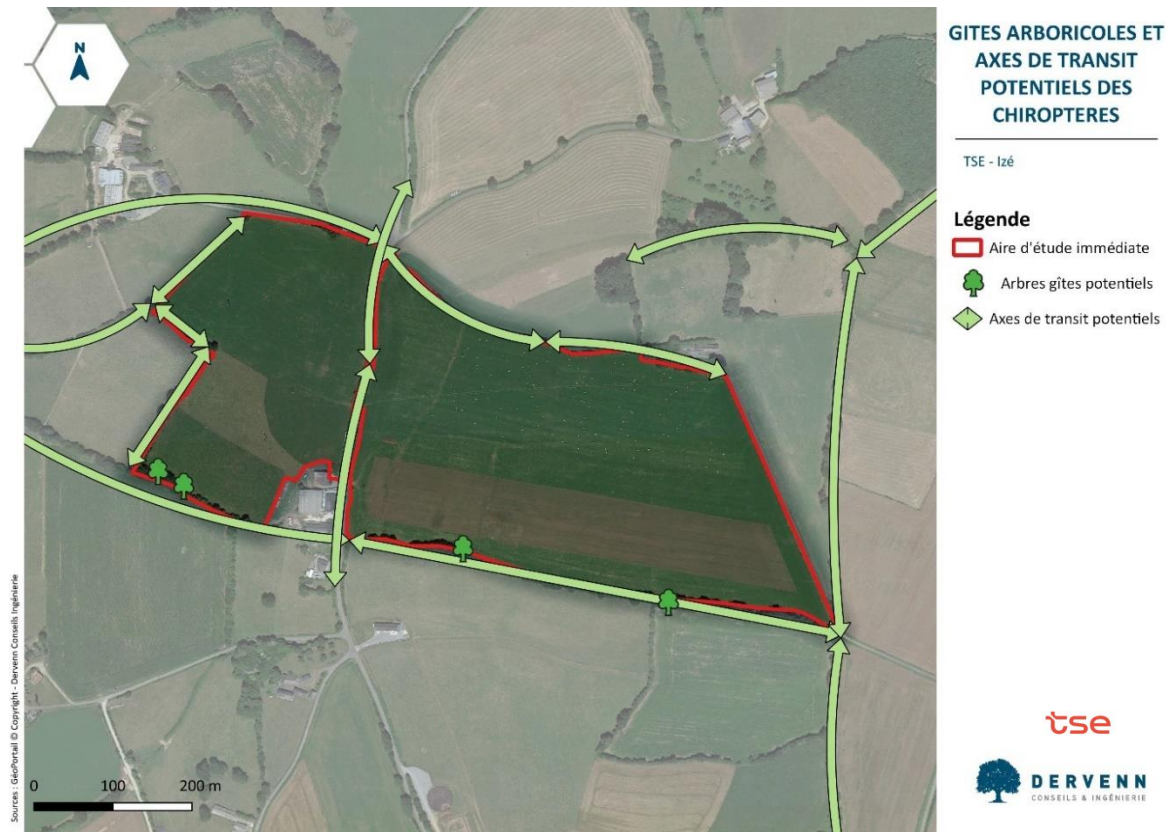 N
GITES ARBORICOLES ET
AXES DE TRANSIT
POTENTIELS DES
CHIROPTERES
TSE - Izé
Légende
Aire d'étude immédiate
Arbres gîtes potentiels
Axes de transit potentiels
Sources : GéoPortail © Copyright - Dervenn Conseils Ingénierie
0 100 200 m
tse
DERVENN
CONSEILS & INGÉNIERIE